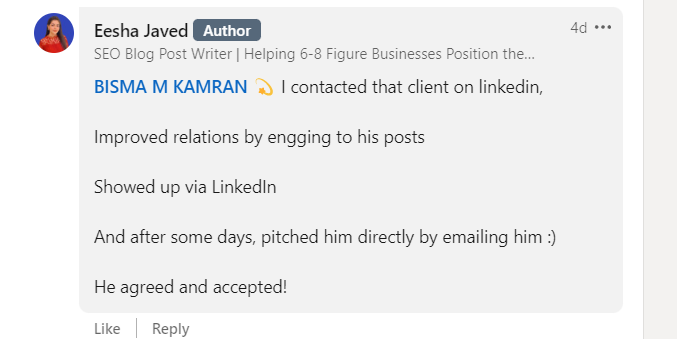 Eesha Javed Author 4d •••
SEO Blog Post Writer | Helping 6-8 Figure Businesses Position the...
BISMA M KAMRAN 💫 I contacted that client on linkedin,
Improved relations by engging to his posts
Showed up via LinkedIn
And after some days, pitched him directly by emailing him :)
He agreed and accepted!
Like | Reply